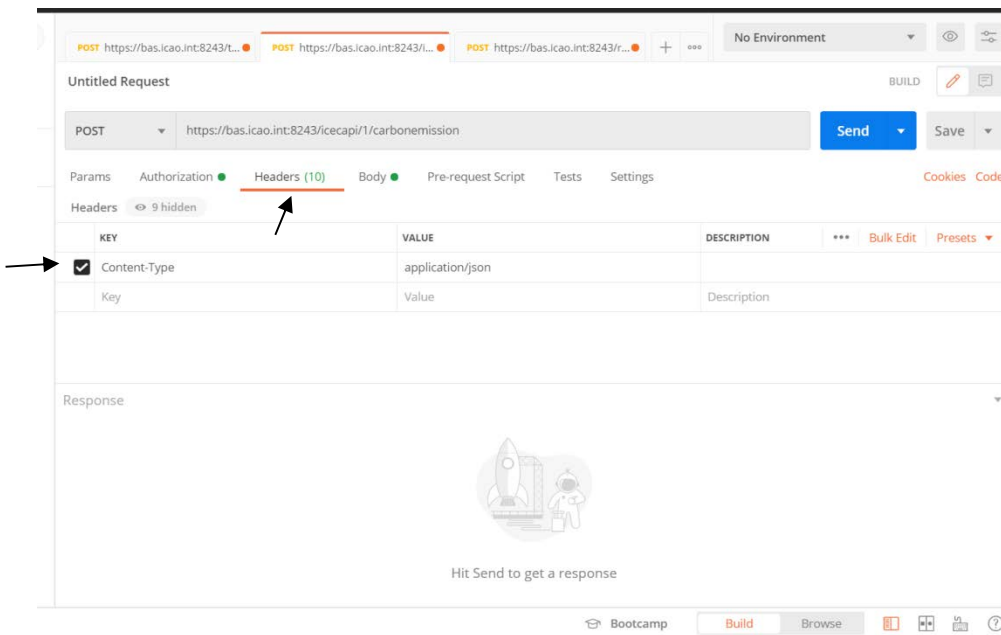 No Environment
POST https://bas.icao.int:8243/t... POST https://bas.icao.int:8243/i... POST https://bas.icao.int:8243/r... + ooo
Untitled Request BUILD
POST https://bas.icao.int:8243/icecapi/1/carbonemission Send Save
Params Authorization Headers (10) Body Pre-request Script Tests Settings Cookies Code
Headers 9 hidden
KEY VALUE DESCRIPTION ••• Bulk Edit Presets
Content-Type application/json
Key Value Description
Response
Hit Send to get a response
Bootcamp Build Browse ?